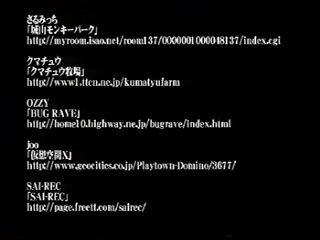 さるみっち
「城山モンキーパーク」
http://myroom.isao.net/room137/000000100048137/index.cgi
クマチュウ
「クマチュウ牧場」
http://www1.ttcn.ne.jp/kumatyufarm
OZZY
「BUG RAVE」
http://home10.highway.ne.jp/bugrave/index.html
joo
「仮想空間X」
http://www.geocities.co.jp/Playtown-Domino/3677/
SAI-REC
「SAI-REC」
http://page.freett.com/sairec/